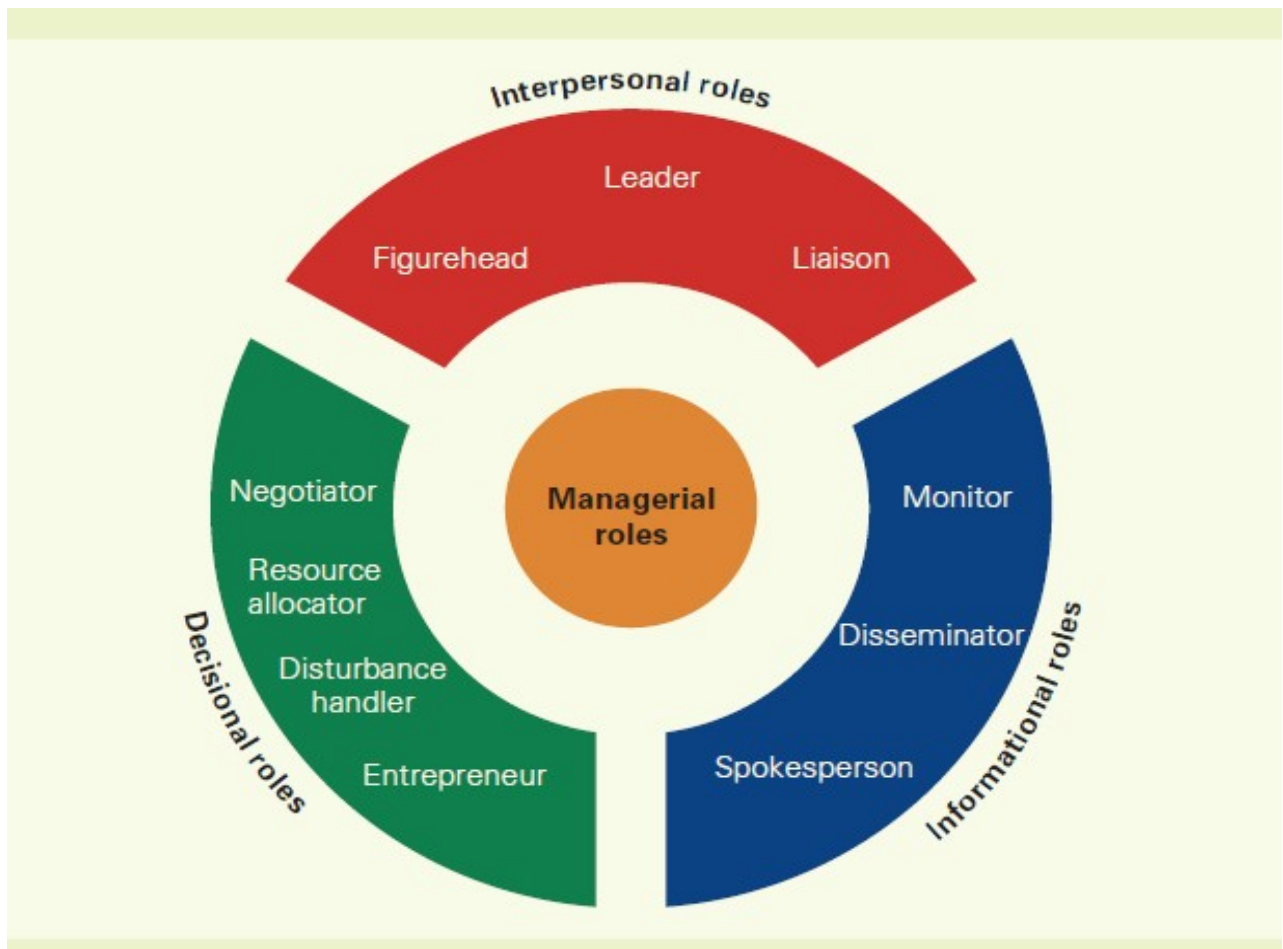 Interpersonal roles
Leader
Figurehead
Liaison
Managerial
roles
Negotiator
Resource
allocator
Disturbance
handler
Entrepreneur
Decisional roles
Monitor
Disseminator
Spokesperson
Informational roles